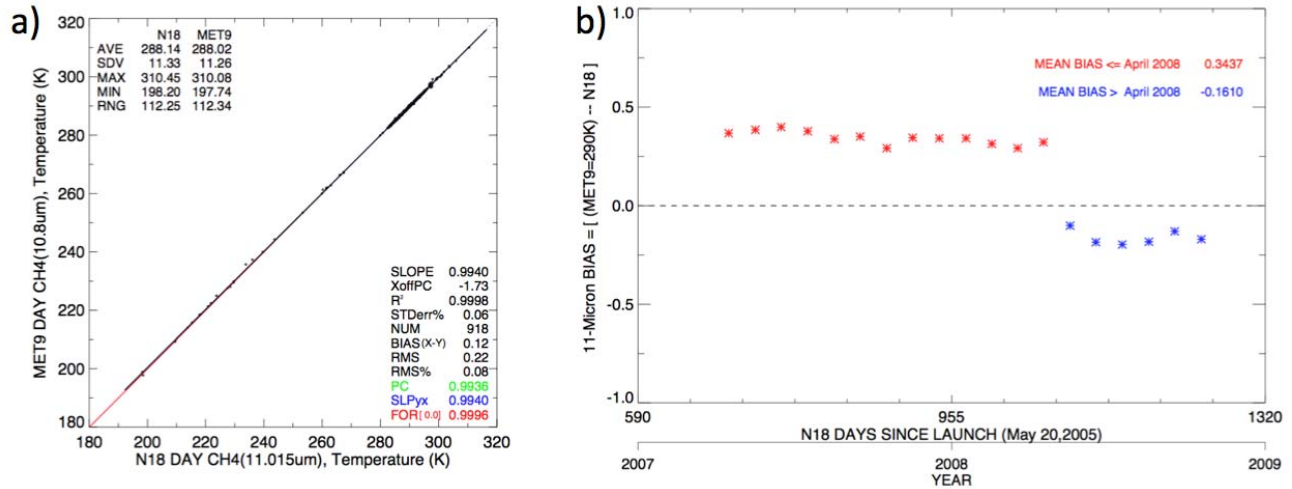 a)
MET9 DAY CH4(10.8um), Temperature (K)
320
300
280
260
240
220
200
180
N18 MET9
AVE 288.14 288.02
SDV 11.33 11.26
MAX 310.45 310.08
MIN 198.20 197.74
RNG 112.25 112.34
SLOPE 0.9940
XoffPC -1.73
R² 0.9998
STDerr% 0.06
NUM 918
BIAS(X-Y) 0.12
RMS 0.22
RMS% 0.08
PC 0.9936
SLPyx 0.9940
FOR[0.0] 0.9996
180 200 220 240 260 280 300 320
N18 DAY CH4(11.015um), Temperature (K)
b)
11-Micron BIAS = [ (MET9=290K) -- N18 ]
1.0
0.5
0.0
-0.5
-1.0
MEAN BIAS <= April 2008 0.3437
MEAN BIAS > April 2008 -0.1610
590 955 1320
N18 DAYS SINCE LAUNCH (May 20,2005)
2007 2008 2009
YEAR